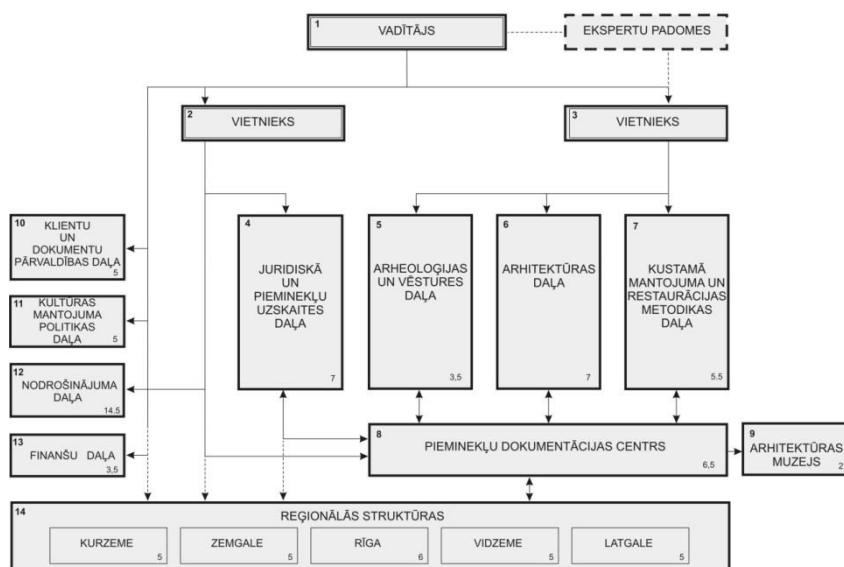 1
VADĪTĀJS
EKSPERTU PADOMES
2
VIETNIEKS
3
VIETNIEKS
10
KLIENTU
UN
DOKUMENTU
PĀRVALDĪBAS DAĻA
5
11
KULTŪRAS
MANTOJUMA
POLITIKAS
DAĻA
5
12
NODROŠINĀJUMA
DAĻA
14,5
13
FINANŠU DAĻA
3,5
4
JURIDISKĀ
UN
PIEMINEKĻU
UZSKAITES
DAĻA
7
5
ARHEOLOĢIJAS
UN VĒSTURES
DAĻA
3,5
6
ARHITEKTŪRAS
DAĻA
7
7
KUSTAMĀ
MANTOJUMA UN
RESTAURĀCIJAS
METODIKAS
DAĻA
5,5
8
PIEMINEKĻU DOKUMENTĀCIJAS CENTRS
6,5
9
ARHITEKTŪRAS
MUZEJS
2
14
REĢIONĀLĀS STRUKTŪRAS
KURZEME
5
ZEMGALE
5
RĪGA
6
VIDZEME
5
LATGALE
5